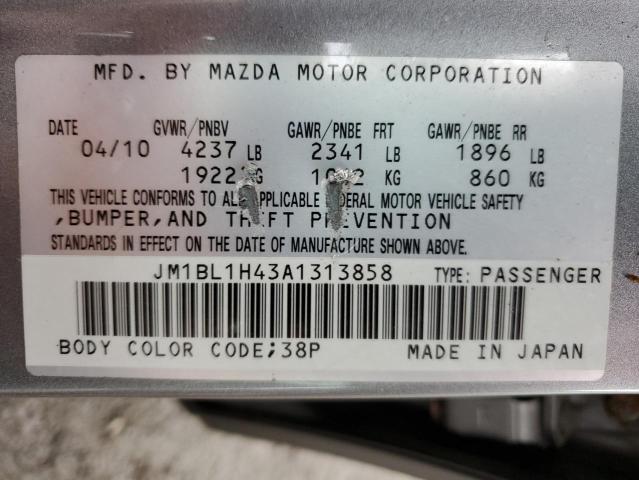 MFD. BY MAZDA MOTOR CORPORATION
DATE GVWR/PNBV GAWR/PNBE FRT GAWR/PNBE RR
04/10 4237 LB 2341 LB 1896 LB
KG KG 860 KG
THIS VEHICLE CONFORMS TO ALL APPLICABLE FEDERAL MOTOR VEHICLE SAFETY
,BUMPER,AND THEFT PREVENTION
STANDARDS IN EFFECT ON THE DATE OF MANUFACTURE SHOWN ABOVE.
JM1BL1H43A1313858 TYPE: PASSENGER
BODY COLOR CODE;38P MADE IN JAPAN